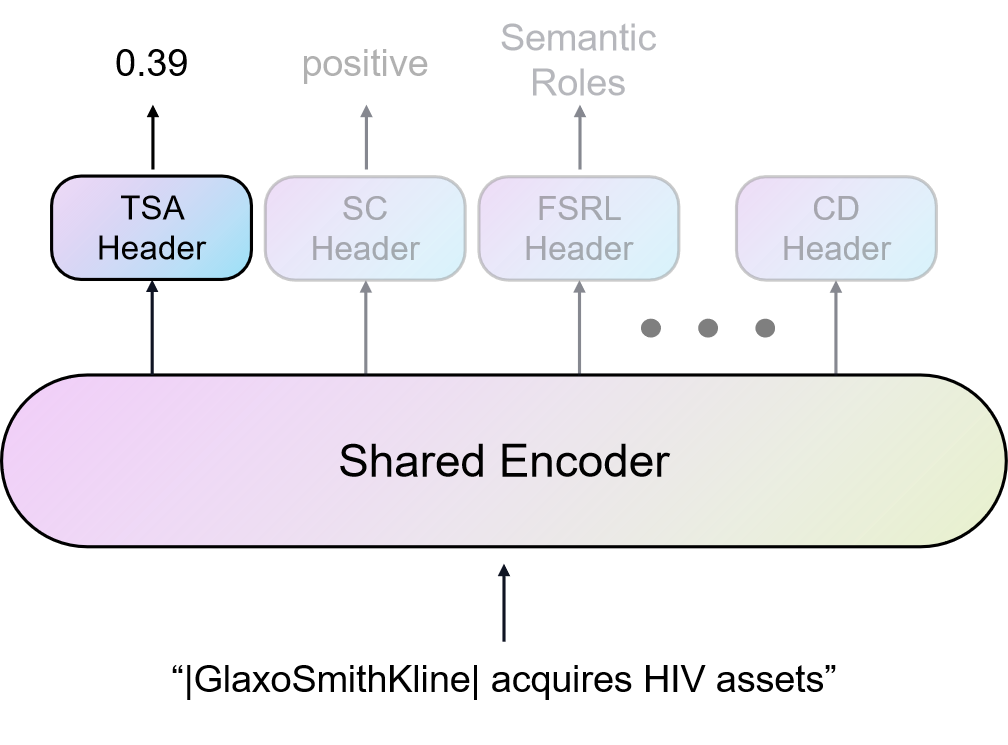 0.39
positive
Semantic
Roles
TSA
Header
SC
Header
FSRL
Header
CD
Header
Shared Encoder
“|GlaxoSmithKline| acquires HIV assets”